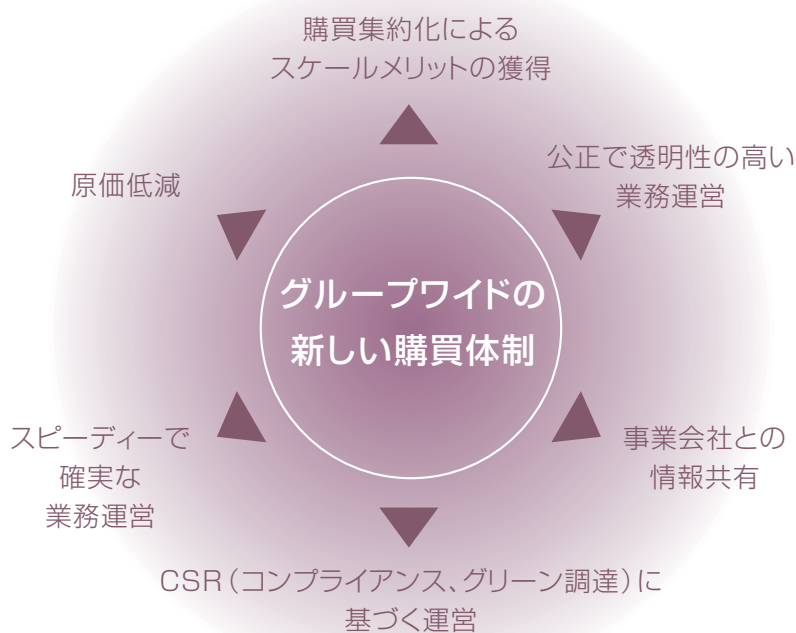 購買集約化による
スケールメリットの獲得
公正で透明性の高い
業務運営
原価低減
グループワイドの
新しい購買体制
スピーディーで
確実な
業務運営
事業会社との
情報共有
CSR（コンプライアンス、グリーン調達）に
基づく運営